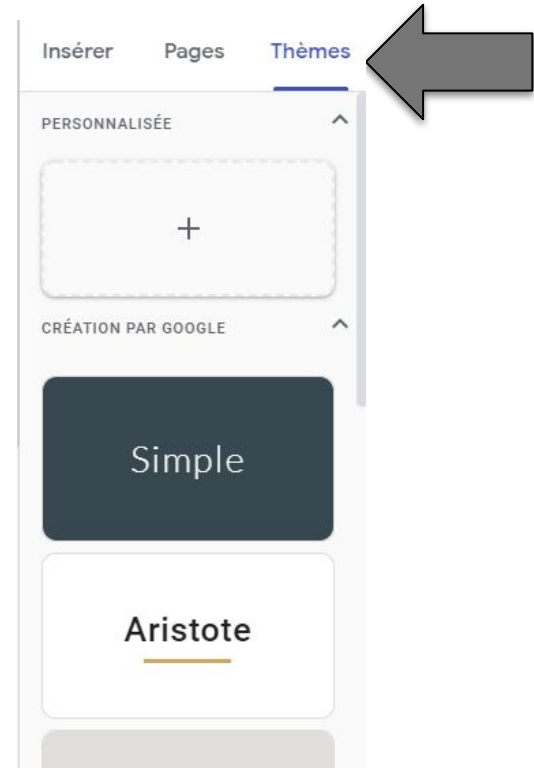 Insérer Pages Thèmes
PERSONNALISÉE
CRÉATION PAR GOOGLE
Simple
Aristote